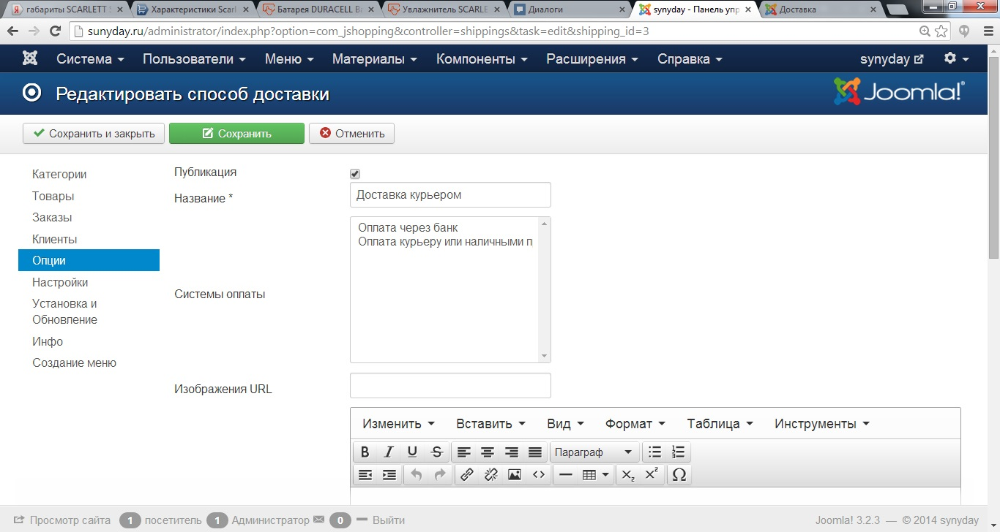 габариты SCARLETT
Характеристики Scarl
Батарея DURACELL Ba
Увлажнитель SCARLE
Диалоги
synyday - Панель упр
Доставка
sunyday.ru/administrator/index.php?option=com_jshopping&controller=shippings&task=edit&shipping_id=3
Система Пользователи Меню Материалы Компоненты Расширения Справка synyday
Редактировать способ доставки
Joomla!®
Сохранить и закрыть Сохранить Отменить
Категории
Товары
Заказы
Клиенты
Опции
Настройки
Установка и
Обновление
Инфо
Создание меню
Публикация
Название *
Доставка курьером
Оплата через банк
Оплата курьеру или наличными п
Системы оплаты
Изображения URL
Изменить Вставить Вид Формат Таблица Инструменты
Параграф
Просмотр сайта 1 посетитель 1 Администратор 0 Выйти
Joomla! 3.2.3 — © 2014 synyday